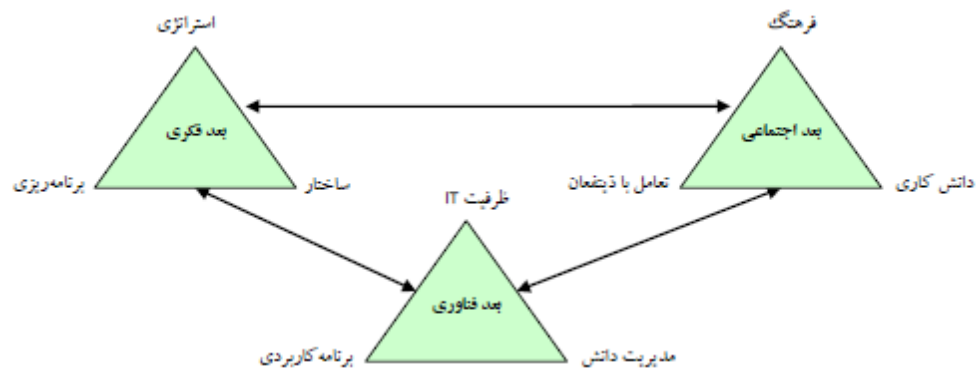 فرهنگ
استراتژی
بعد اجتماعی
بعد فکری
دانش کاری
تعامل با ذینفعان
ساختار
برنامه‌ریزی
ظرفیت IT
بعد فناوری
مدیریت دانش
برنامه کاربردی